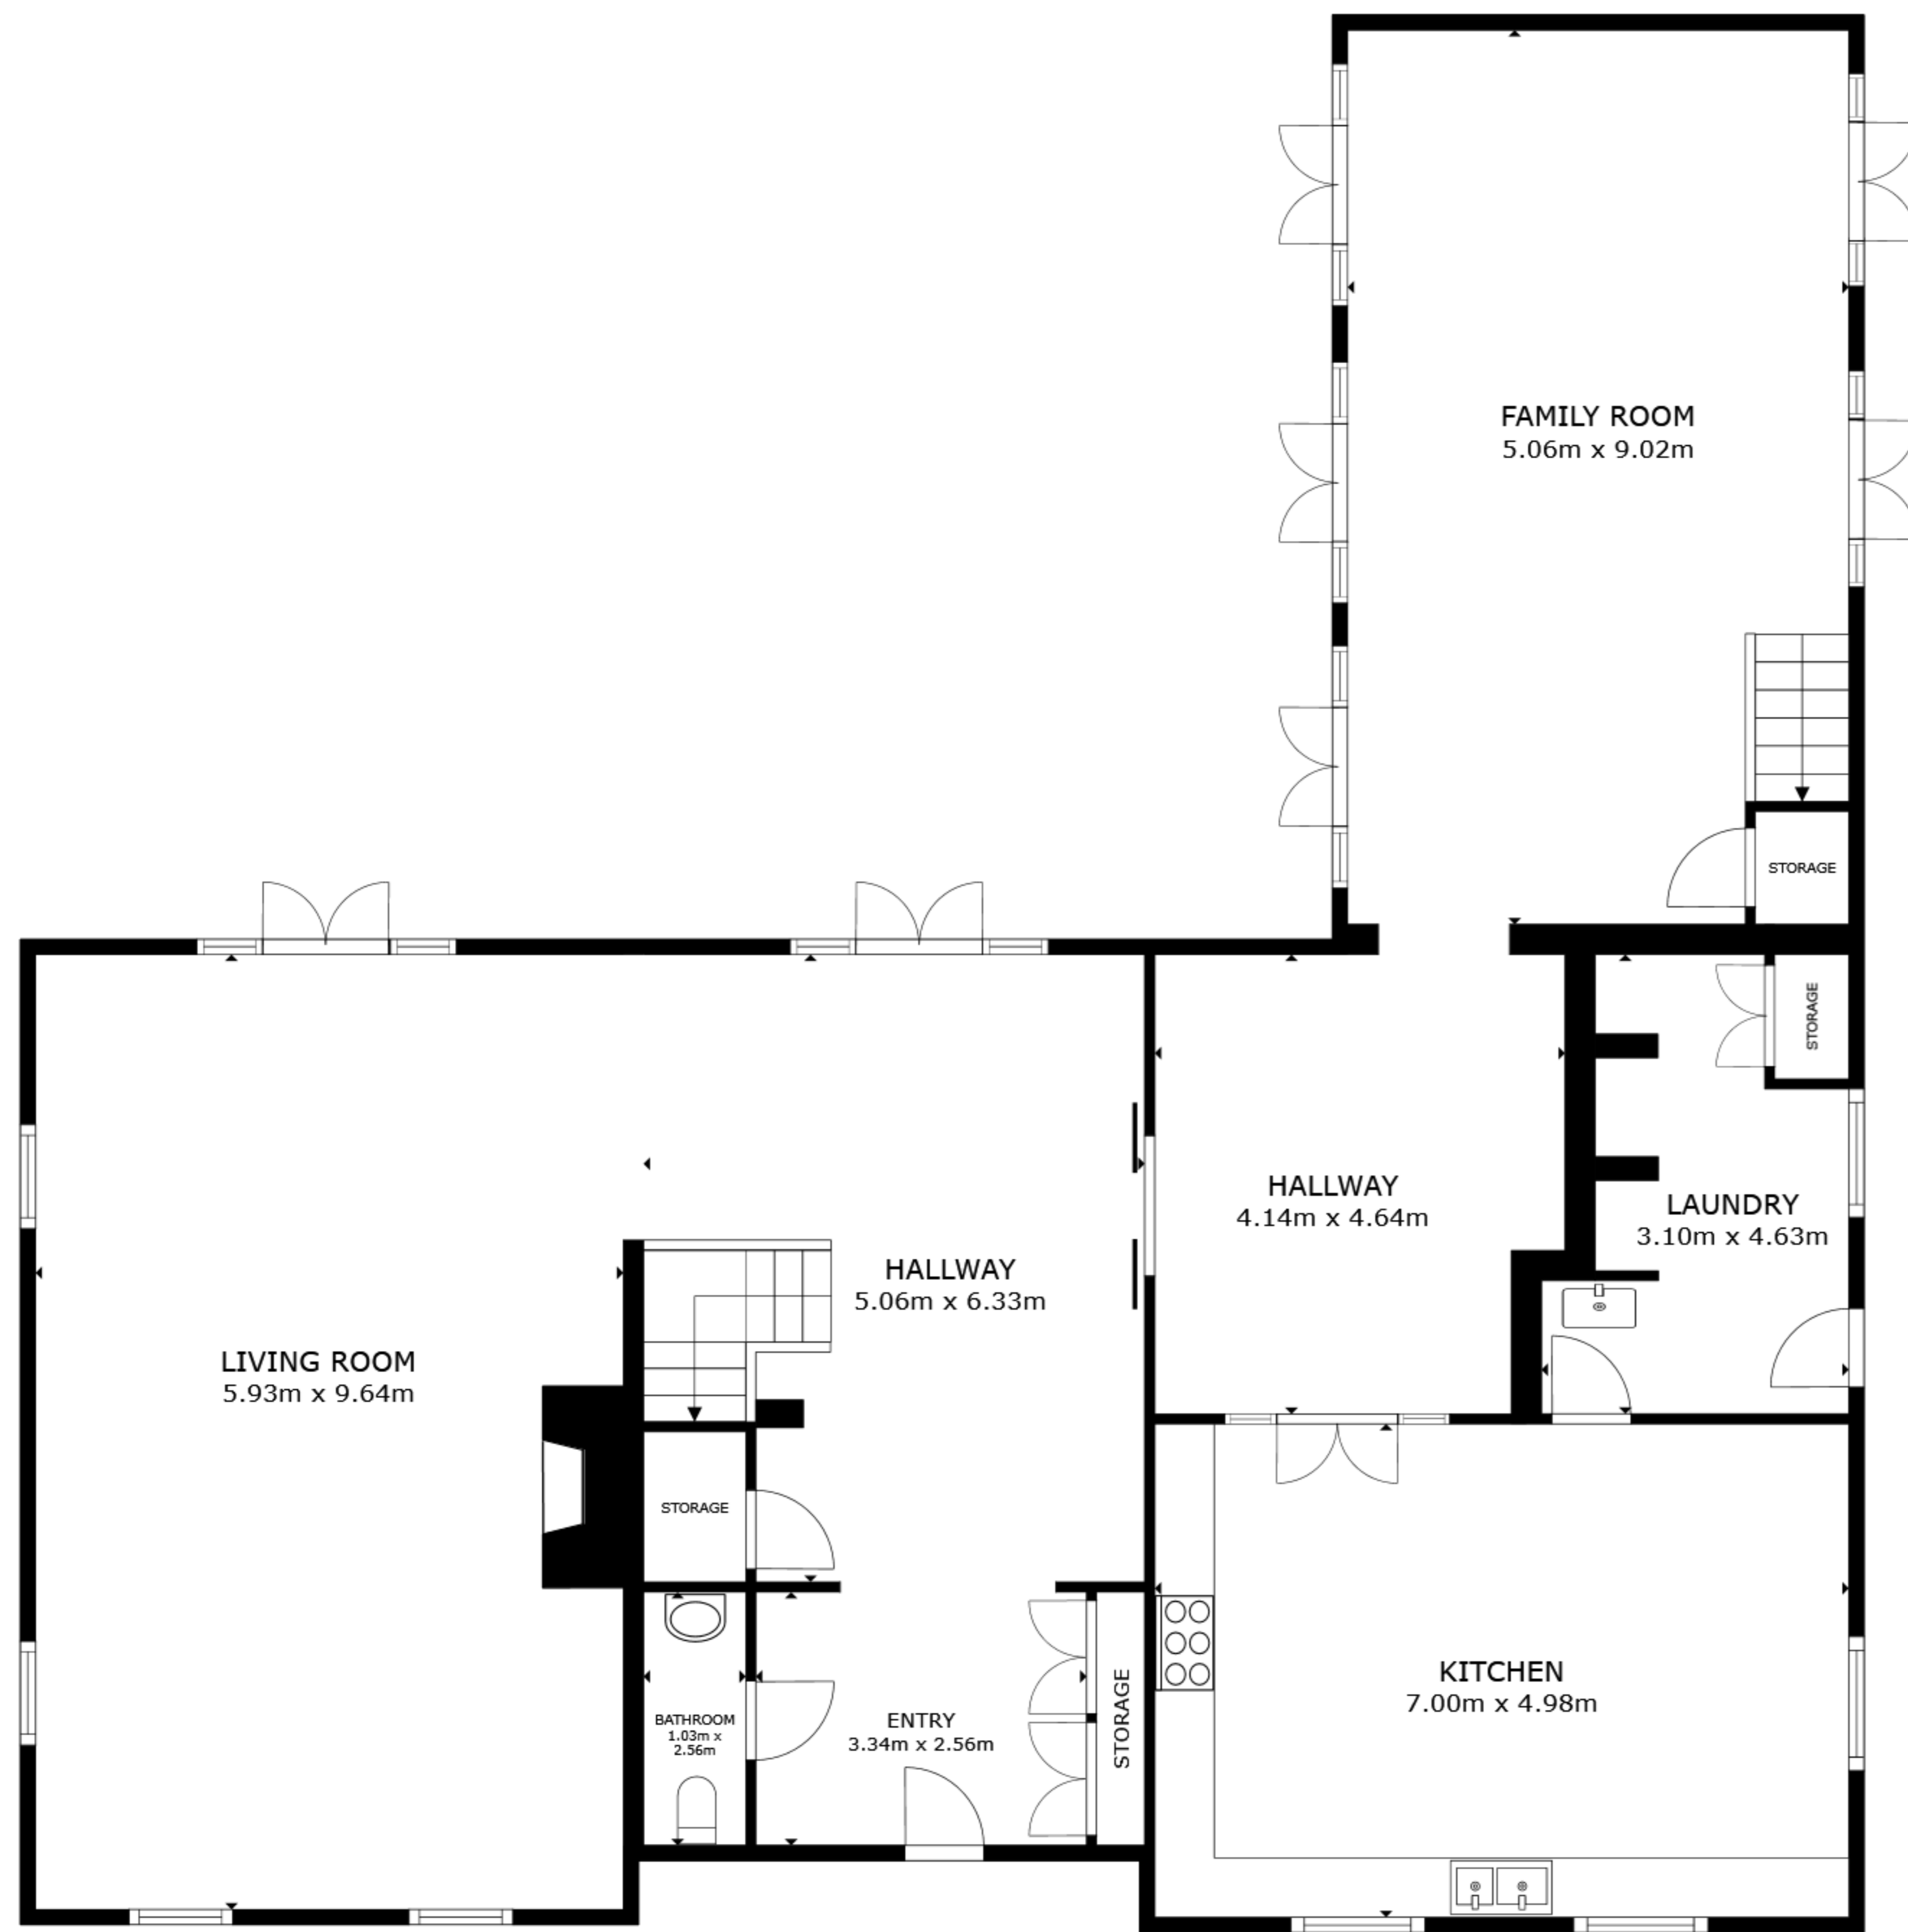 FAMILY ROOM
5.06m x 9.02m
STORAGE
STORAGE
HALLWAY
4.14m x 4.64m
LAUNDRY
3.10m x 4.63m
HALLWAY
5.06m x 6.33m
LIVING ROOM
5.93m x 9.64m
STORAGE
KITCHEN
7.00m x 4.98m
BATHROOM
1.03m x
2.56m
ENTRY
3.34m x 2.56m
STORAGE